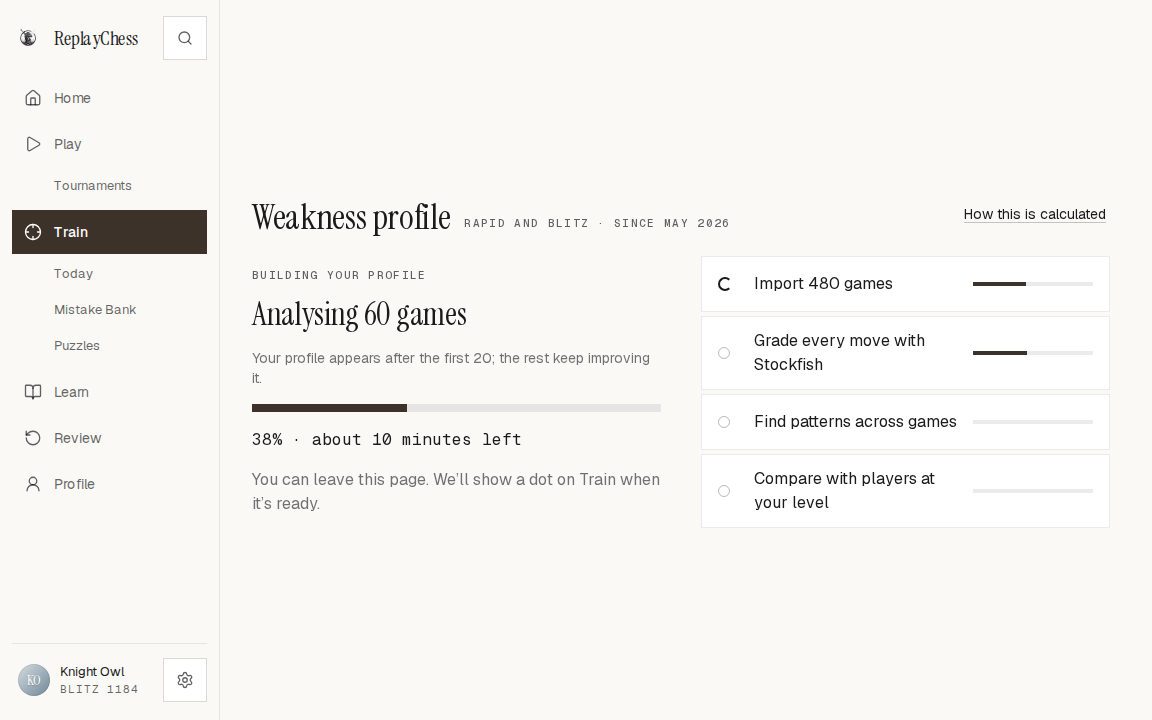 ReplayChess
Home
Play
Tournaments
Train
Today
Mistake Bank
Puzzles
Learn
Review
Profile
KO
Knight Owl
BLITZ 1184
Weakness profile RAPID AND BLITZ · SINCE MAY 2026
How this is calculated
BUILDING YOUR PROFILE
Analysing 60 games
Your profile appears after the first 20; the rest keep improving
it.
38% · about 10 minutes left
You can leave this page. We’ll show a dot on Train when
it’s ready.
Import 480 games
Grade every move with
Stockfish
Find patterns across games
Compare with players at
your level